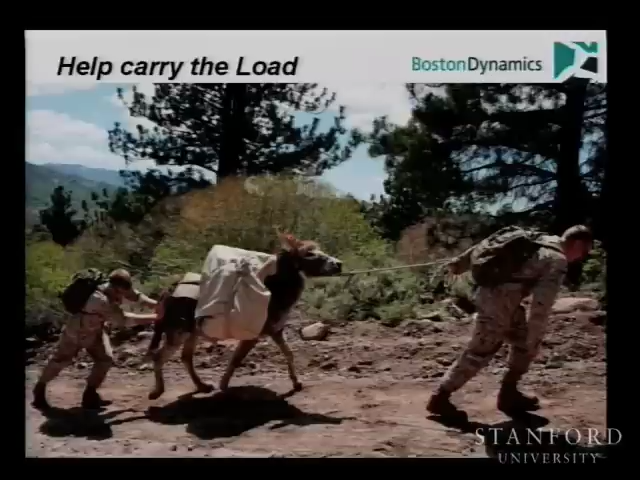 Help carry the Load
BostonDynamics
STANFORD
UNIVERSITY